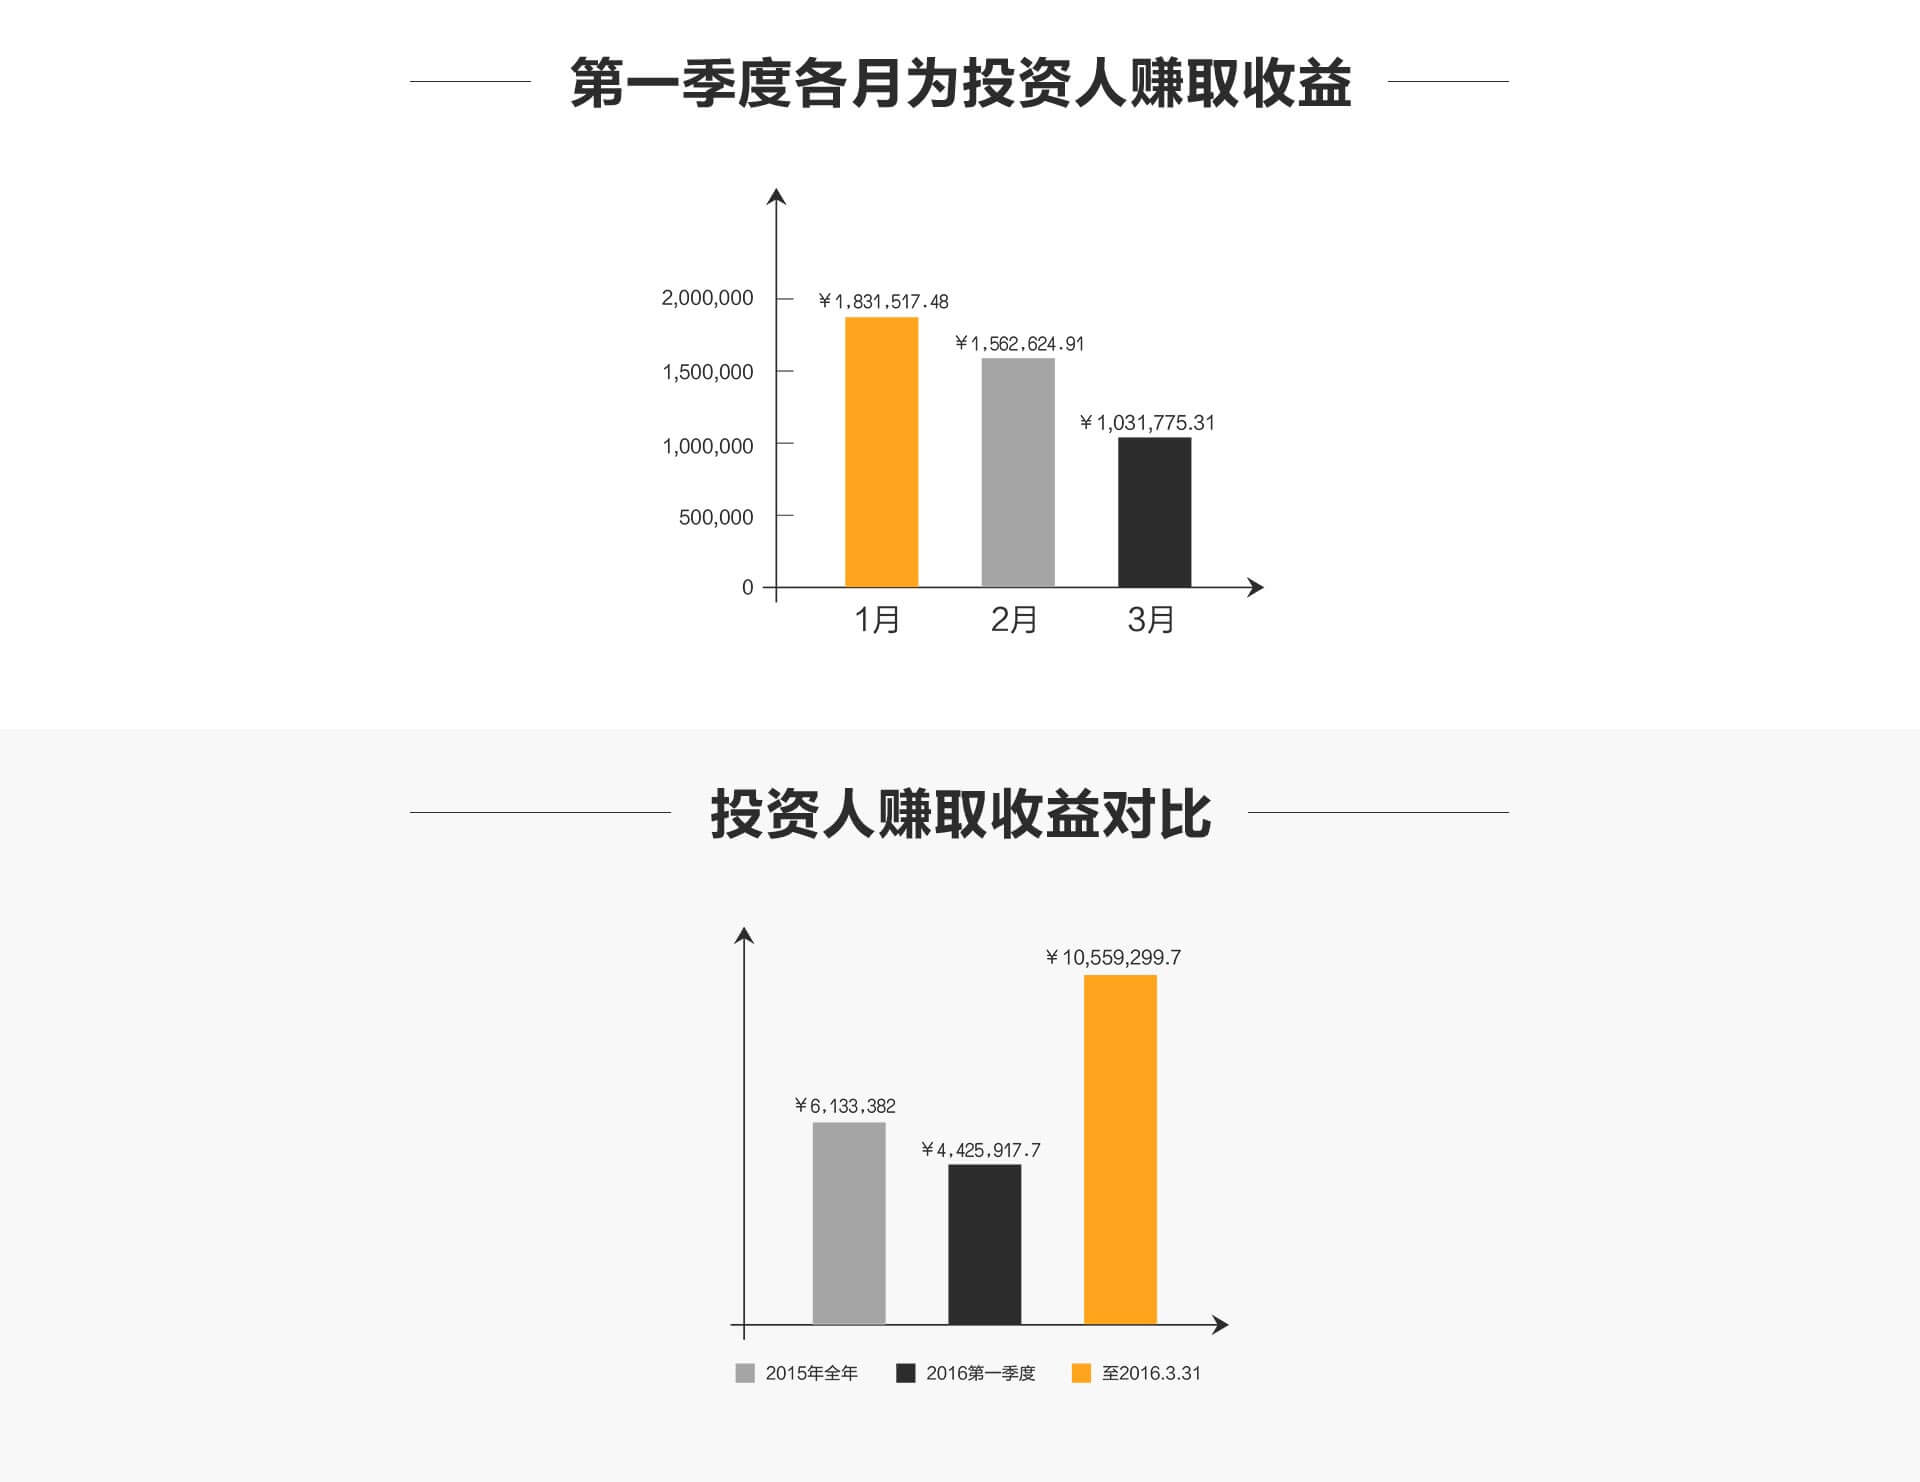 第一季度各月为投资人赚取收益
2,000,000
¥1,831,517.48
¥1,562,624.91
1,500,000
¥1,031,775.31
1,000,000
500,000
0
1月 2月 3月
投资人赚取收益对比
¥10,559,299.7
¥6,133,382
¥4,425,917.7
2015年全年 2016第一季度 至2016.3.31